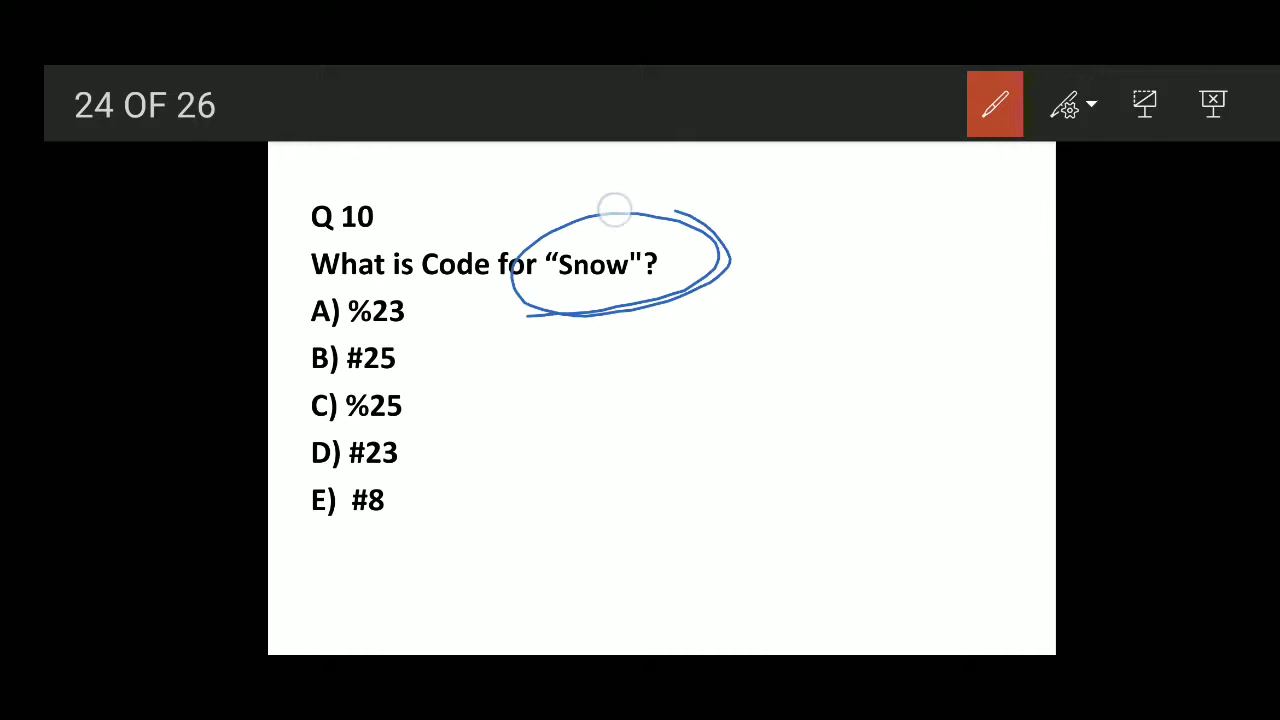 24 OF 26
Q 10
What is Code for “Snow"?
A) %23
B) #25
C) %25
D) #23
E) #8